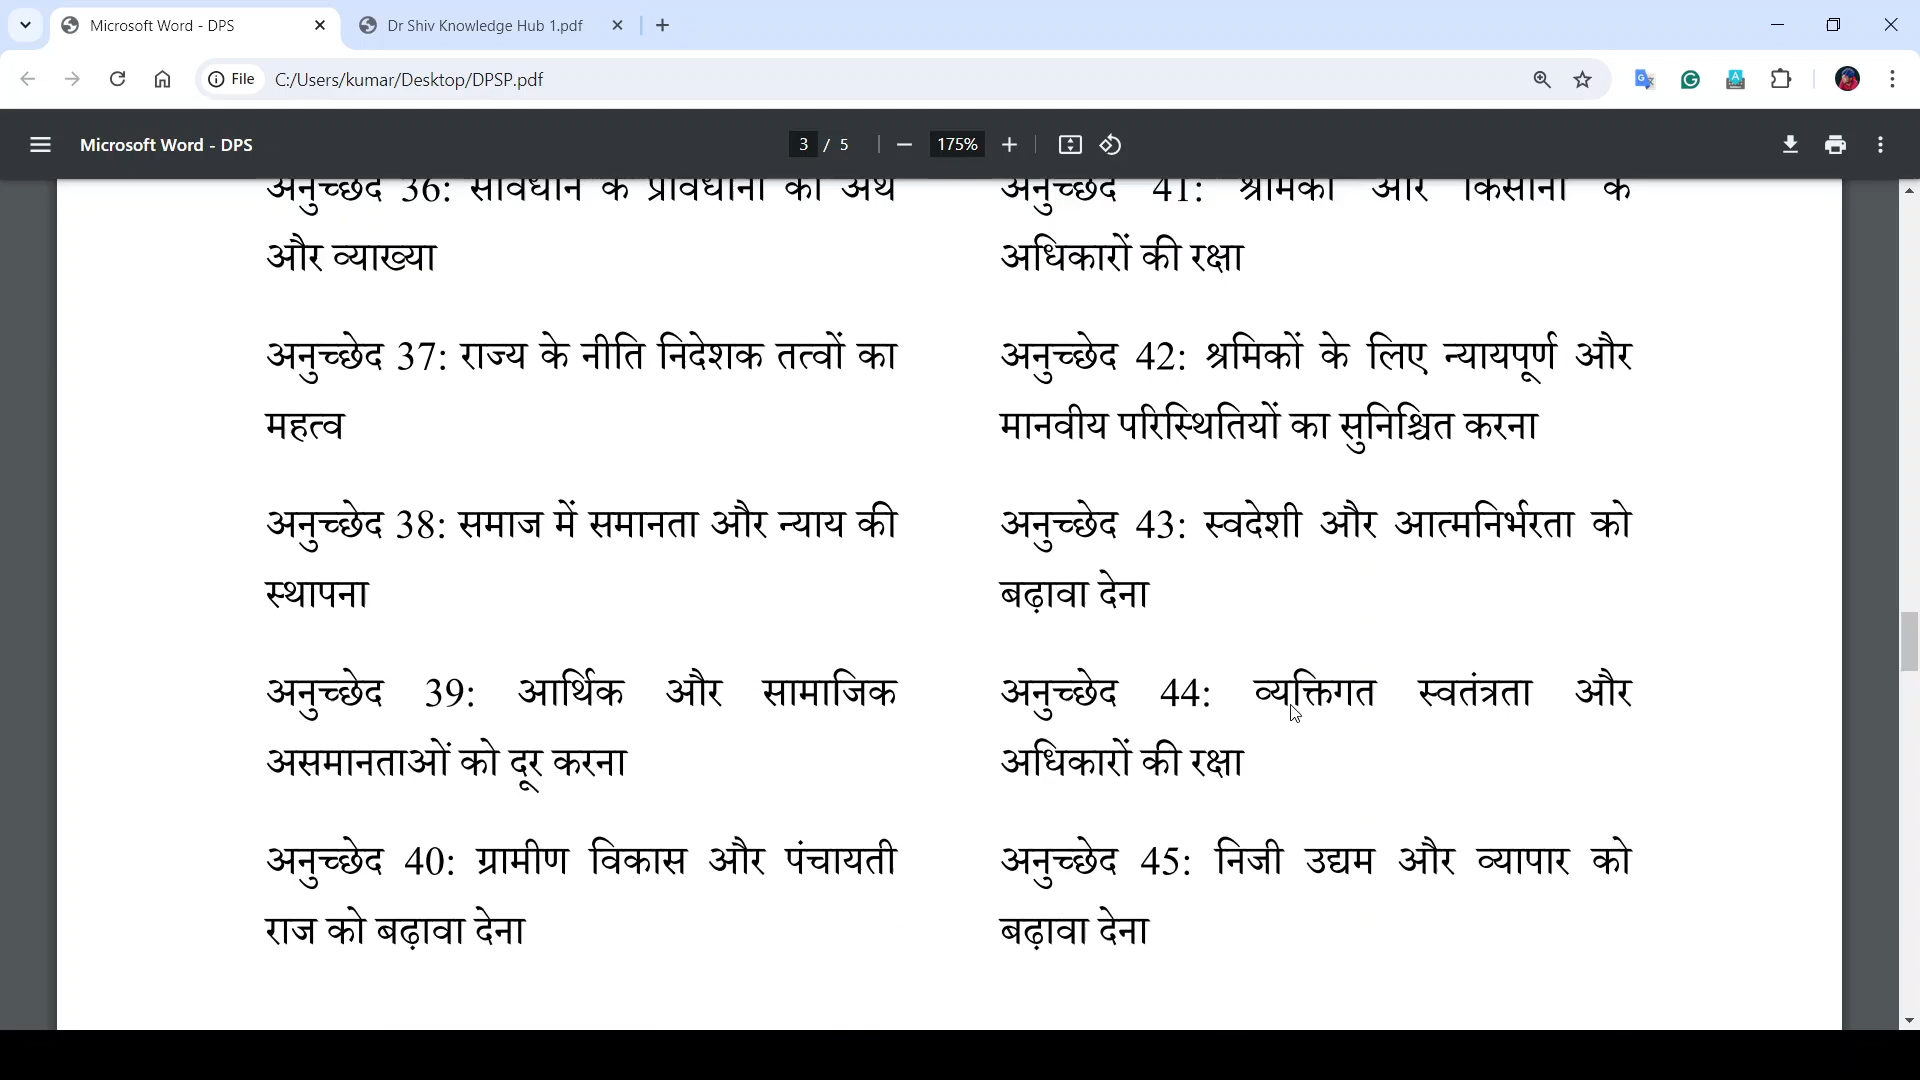 Microsoft Word - DPS
Dr Shiv Knowledge Hub 1.pdf
File
C:/Users/kumar/Desktop/DPSP.pdf
Microsoft Word - DPS
3 / 5
175%
अनुच्छेद 36: संविधान के प्रावधानों का अर्थ
और व्याख्या
अनुच्छेद 37: राज्य के नीति निदेशक तत्वों का
महत्व
अनुच्छेद 38: समाज में समानता और न्याय की
स्थापना
अनुच्छेद 39: आर्थिक और सामाजिक
असमानताओं को दूर करना
अनुच्छेद 40: ग्रामीण विकास और पंचायती
राज को बढ़ावा देना
अनुच्छेद 41: श्रमिकों और किसानों के
अधिकारों की रक्षा
अनुच्छेद 42: श्रमिकों के लिए न्यायपूर्ण और
मानवीय परिस्थितियों का सुनिश्चित करना
अनुच्छेद 43: स्वदेशी और आत्मनिर्भरता को
बढ़ावा देना
अनुच्छेद 44: व्यक्तिगत स्वतंत्रता और
अधिकारों की रक्षा
अनुच्छेद 45: निजी उद्यम और व्यापार को
बढ़ावा देना